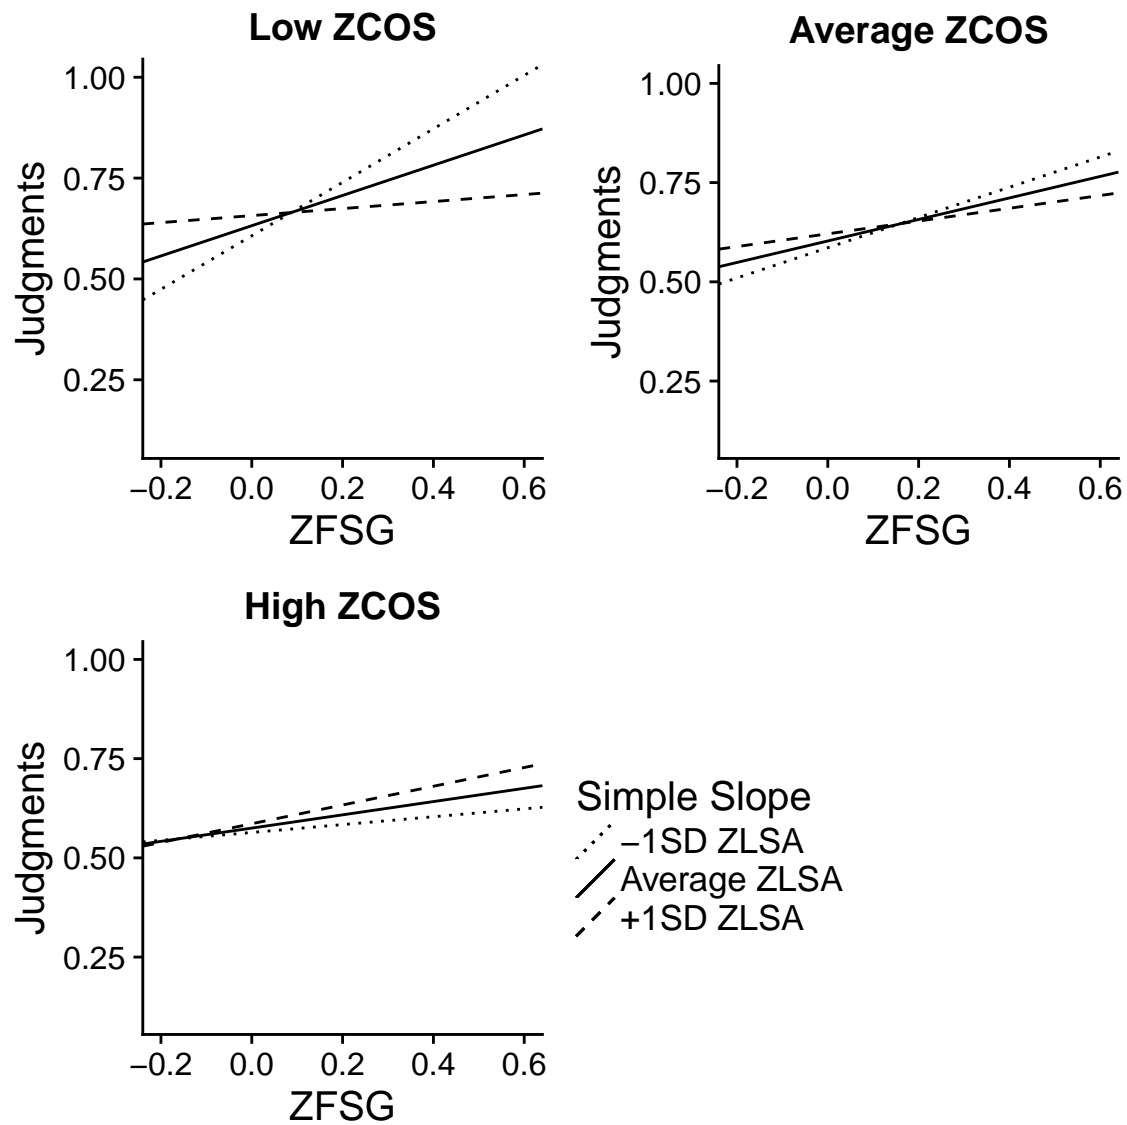 Low ZCOS
Judgments
1.00
0.75
0.50
0.25
−0.2 0.0 0.2 0.4 0.6
ZFSG
Average ZCOS
Judgments
1.00
0.75
0.50
0.25
−0.2 0.0 0.2 0.4 0.6
ZFSG
High ZCOS
Judgments
1.00
0.75
0.50
0.25
−0.2 0.0 0.2 0.4 0.6
ZFSG
Simple Slope
−1SD ZLSA
Average ZLSA
+1SD ZLSA